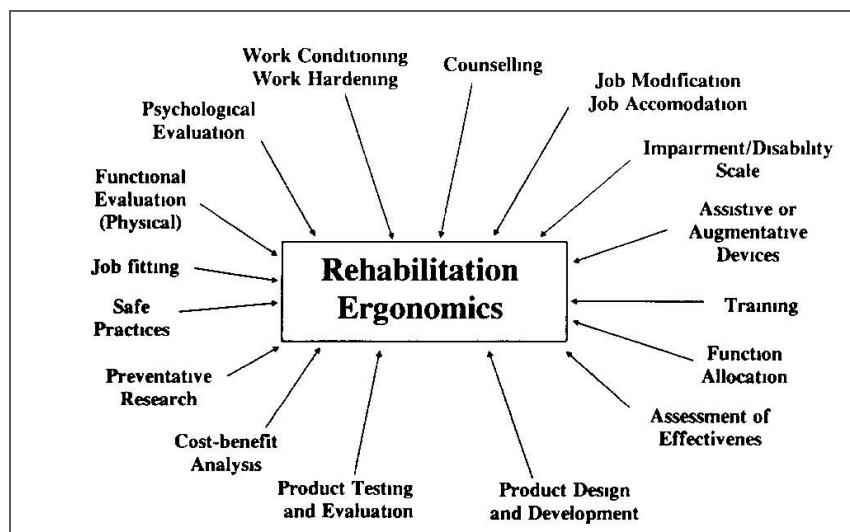 Work Conditioning
Work Hardening
Counselling
Job Modification
Job Accomodation
Psychological
Evaluation
Impairment/Disability
Scale
Functional
Evaluation
(Physical)
Assistive or
Augmentative
Devices
Rehabilitation
Ergonomics
Job fitting
Training
Safe
Practices
Function
Allocation
Preventative
Research
Assessment of
Effectivenes
Cost-benefit
Analysis
Product Testing
and Evaluation
Product Design
and Development